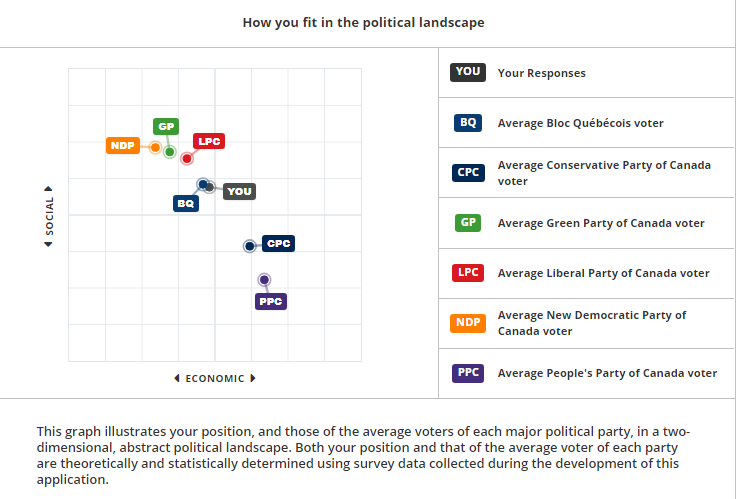 How you fit in the political landscape
GP
NDP
LPC
YOU
BQ
CPC
PPC
SOCIAL
ECONOMIC
YOU Your Responses
BQ Average Bloc Québécois voter
CPC Average Conservative Party of Canada
voter
GP Average Green Party of Canada voter
LPC Average Liberal Party of Canada voter
NDP Average New Democratic Party of
Canada voter
PPC Average People's Party of Canada voter
This graph illustrates your position, and those of the average voters of each major political party, in a two-
dimensional, abstract political landscape. Both your position and that of the average voter of each party
are theoretically and statistically determined using survey data collected during the development of this
application.